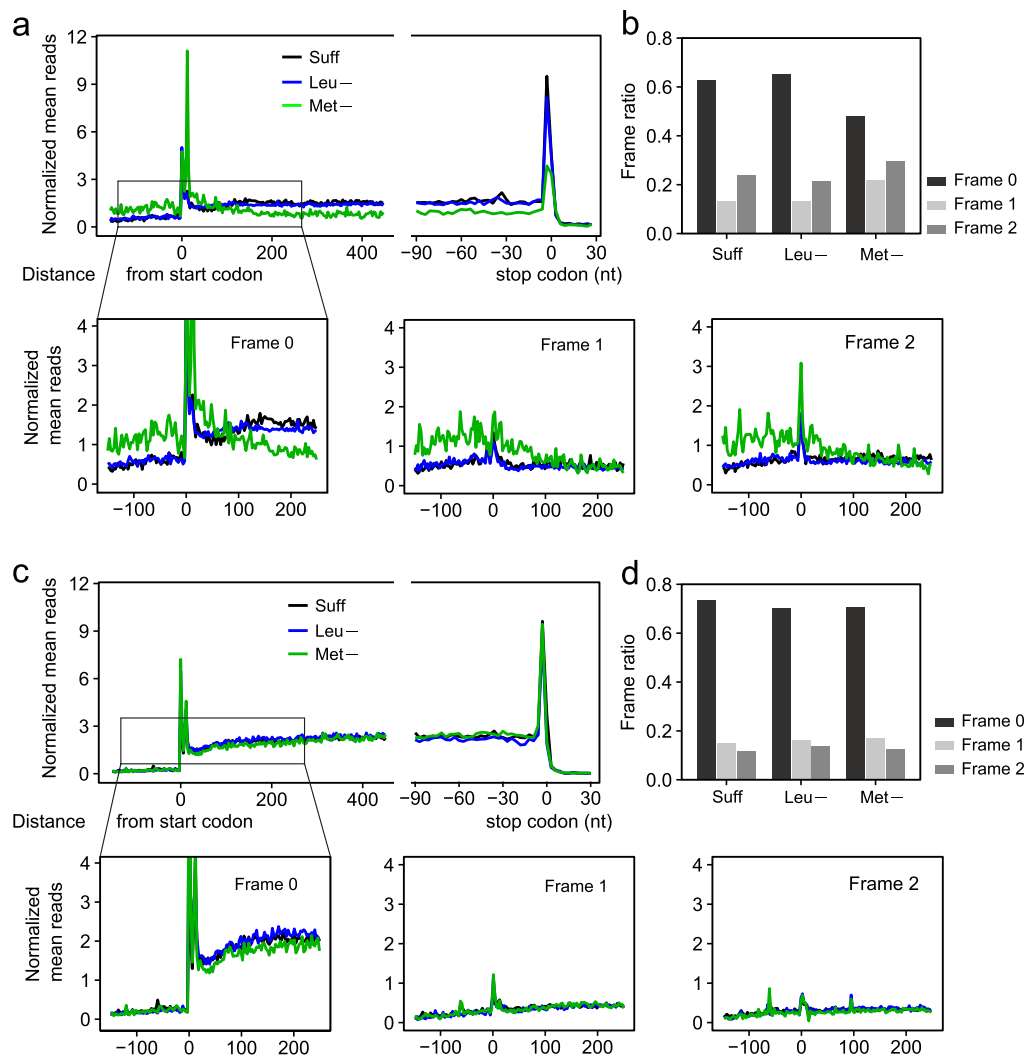 a
Normalized mean reads
12
9
6
3
0
Suff
Leu—
Met—
0
200
400
−90
−60
−30
0
30
Distance
from start codon
stop codon (nt)
b
Frame ratio
0.8
0.6
0.4
0.2
0.0
Suff
Leu—
Met—
Frame 0
Frame 1
Frame 2
Normalized
mean reads
4
3
2
1
0
Frame 0
−100
0
100
200
4
3
2
1
0
Frame 1
−100
0
100
200
4
3
2
1
0
Frame 2
−100
0
100
200
c
Normalized mean reads
12
9
6
3
0
Suff
Leu—
Met—
0
200
400
−90
−60
−30
0
30
Distance
from start codon
stop codon (nt)
d
Frame ratio
0.8
0.6
0.4
0.2
0.0
Suff
Leu—
Met—
Frame 0
Frame 1
Frame 2
Normalized
mean reads
4
3
2
1
0
Frame 0
−100
0
100
200
4
3
2
1
0
Frame 1
−100
0
100
200
4
3
2
1
0
Frame 2
−100
0
100
200